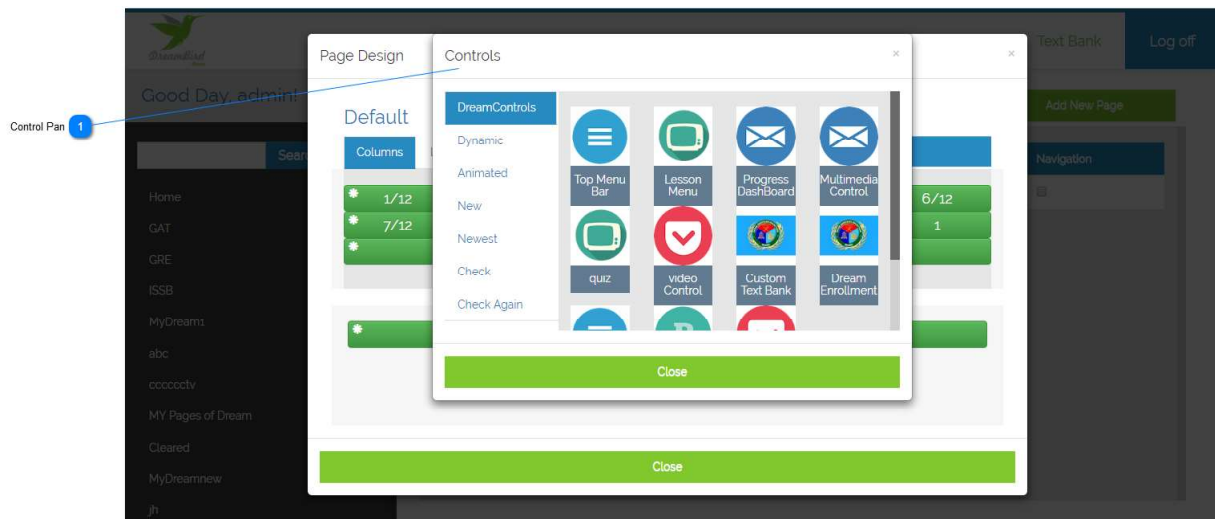 DreamBird
Text Bank
Log off
Good Day, admin!
Add New Page
Control Pan 1
Page Design
×
Controls
×
Default
Columns
DreamControls
Dynamic
Animated
New
Newest
Check
Check Again
Top Menu
Bar
Lesson
Menu
Progress
DashBoard
Multimedia
Control
quiz
video
Control
Custom
Text Bank
Dream
Enrollment
Close
1/12
6/12
7/12
1
Close
Navigation
Home
GAT
GRE
ISSB
MyDream1
abc
cccccctv
MY Pages of Dream
Cleared
MyDreamnew
jh